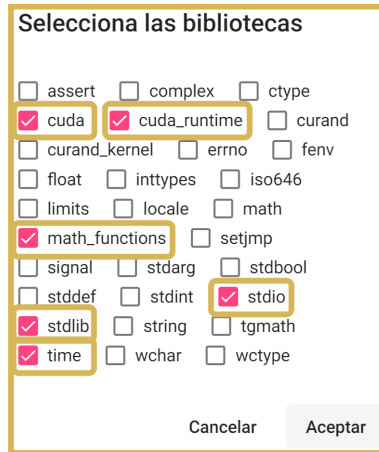 Selecciona las bibliotecas
assert complex ctype
cuda cuda_runtime curand
curand_kernel errno fenv
float inttypes iso646
limits locale math
math_functions setjmp
signal stdarg stdbool
stddef stdint stdio
stdlib string tgmath
time wchar wctype
Cancelar Aceptar